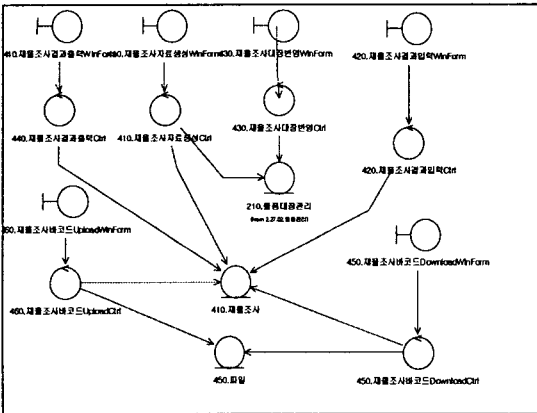 410.재물조사결과출력WinForm
410.재물조사자료생성WinForm
430.재물조사대장반영WinForm
420.재물조사결과입력WinForm
440.재물조사결과출력Ctrl
410.재물조사자료생성Ctrl
430.재물조사대장반영Ctrl
420.재물조사결과입력Ctrl
210.물품대장관리
460.재물조사바코드UploadWinForm
450.재물조사바코드DownloadWinForm
460.재물조사바코드UploadCtrl
410.재물조사
450.파일
450.재물조사바코드DownloadCtrl